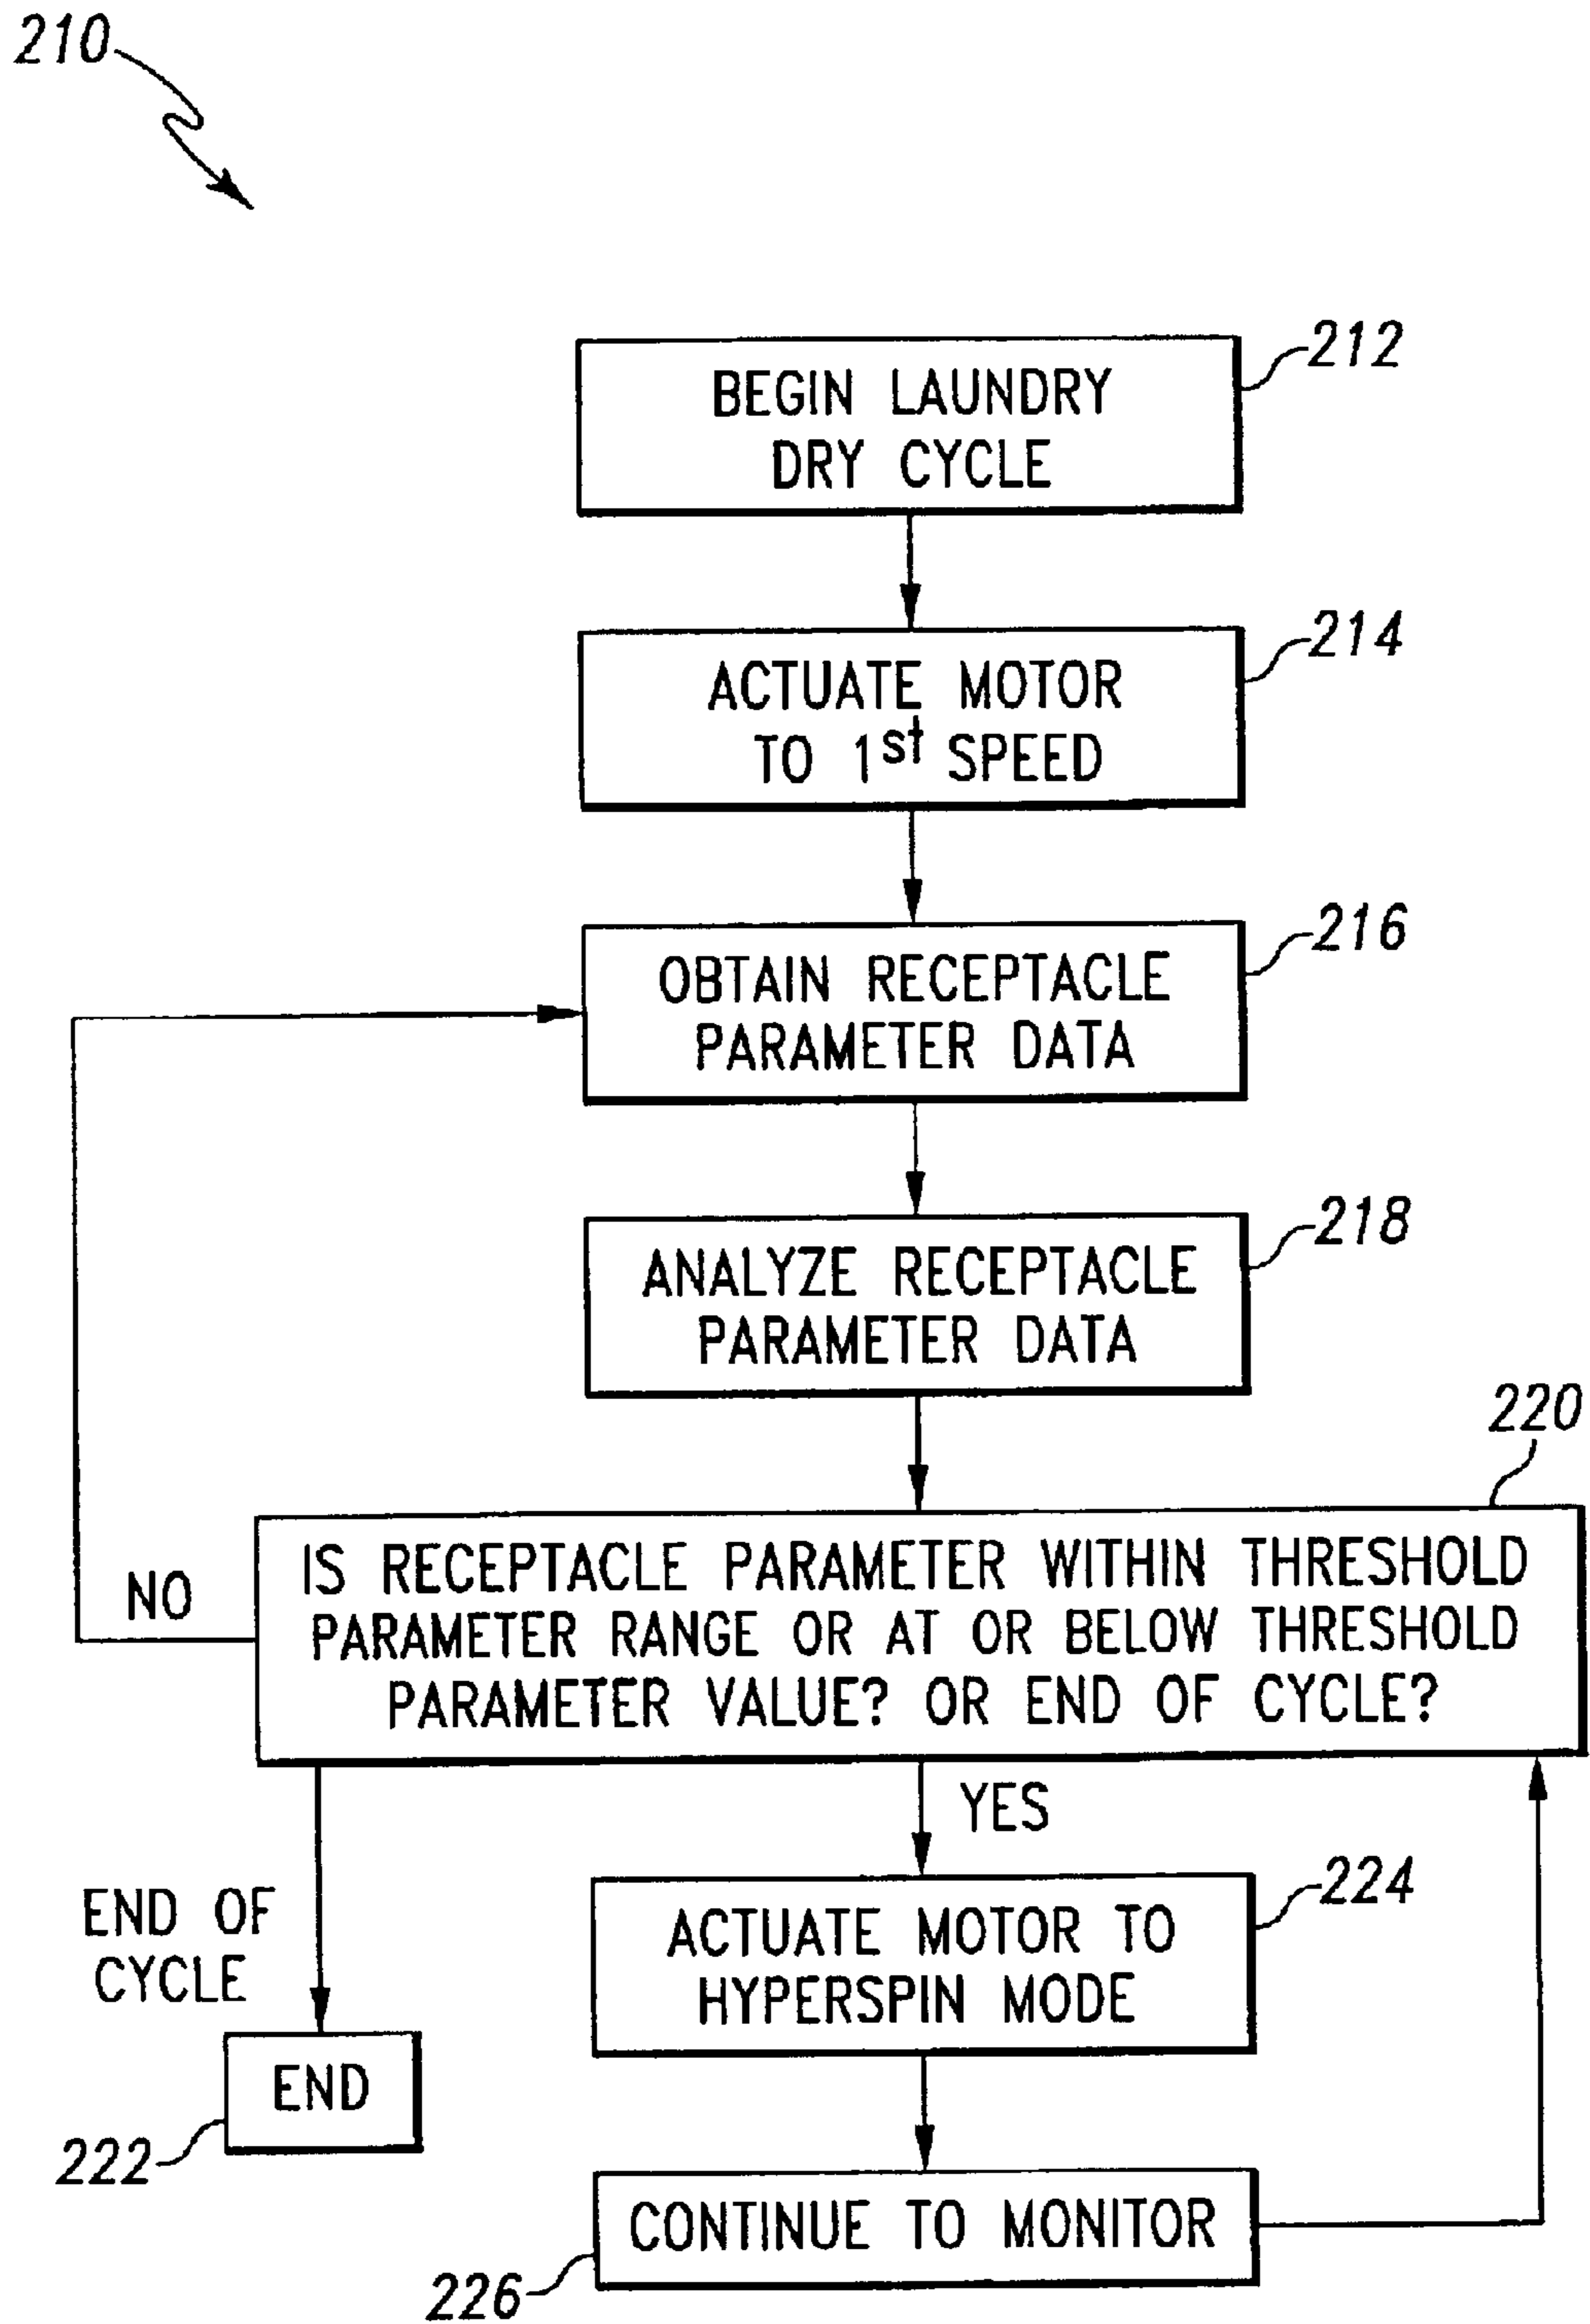 210
212
BEGIN LAUNDRY
DRY CYCLE
214
ACTUATE MOTOR
TO 1st SPEED
216
OBTAIN RECEPTACLE
PARAMETER DATA
218
ANALYZE RECEPTACLE
PARAMETER DATA
220
IS RECEPTACLE PARAMETER WITHIN THRESHOLD
PARAMETER RANGE OR AT OR BELOW THRESHOLD
PARAMETER VALUE? OR END OF CYCLE?
NO
YES
END OF
CYCLE
224
ACTUATE MOTOR TO
HYPERSPIN MODE
END
222
CONTINUE TO MONITOR
226